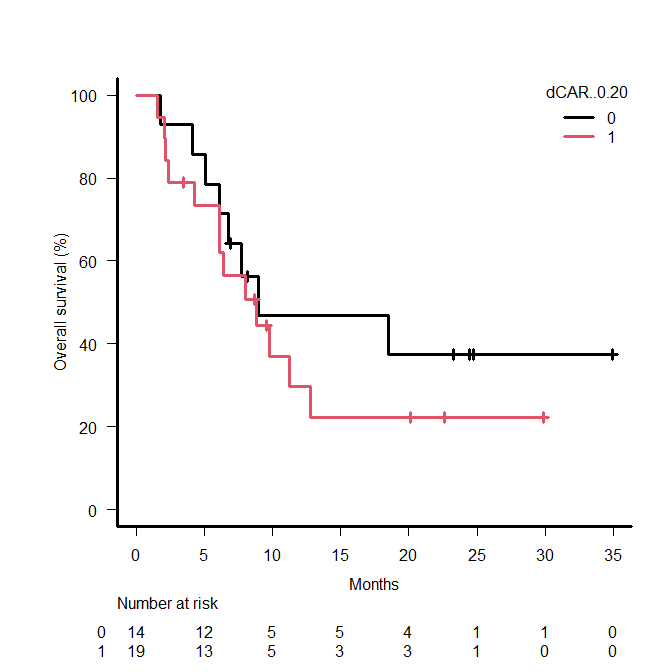 dCAR..0.20
0
1
100
80
60
40
20
0
Overall survival (%)
0 5 10 15 20 25 30 35
Months
Number at risk
0 14 12 5 5 4 1 1 0
1 19 13 5 3 3 1 0 0